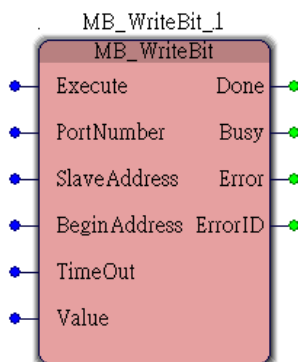 MB_WriteBit_1
MB_WriteBit
Execute Done
PortNumber Busy
SlaveAddress Error
BeginAddress ErrorID
TimeOut
Value